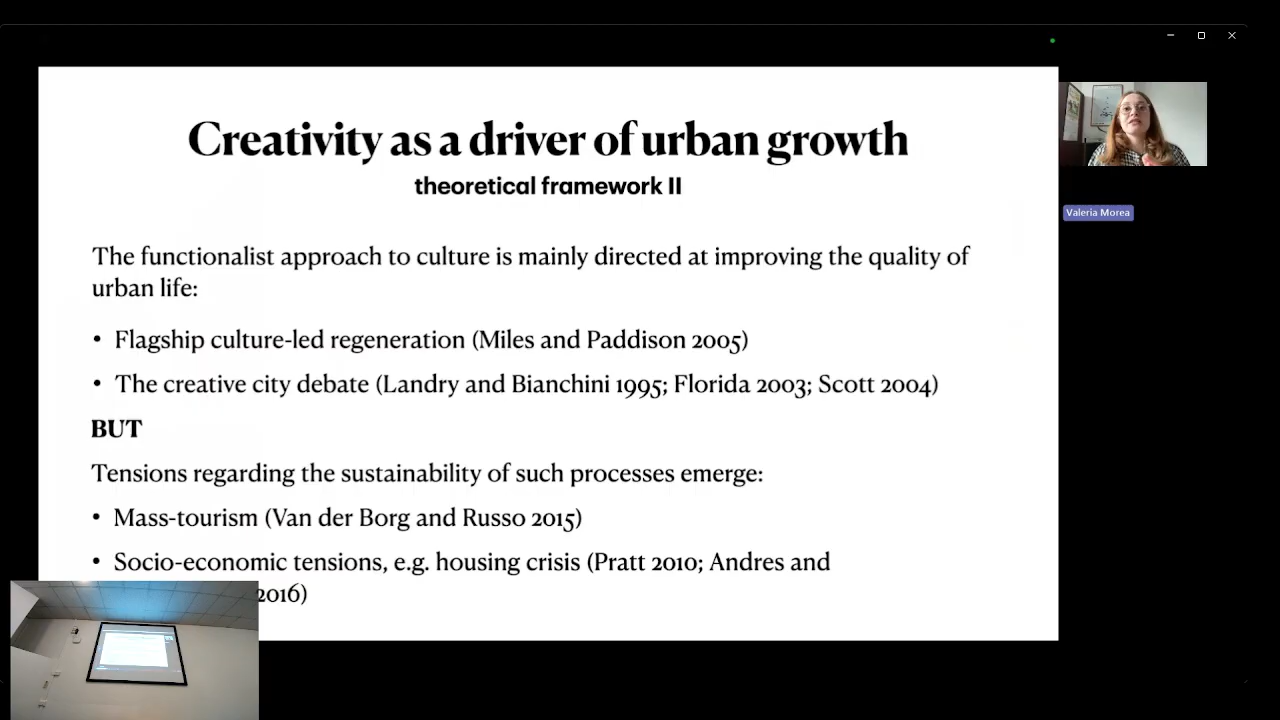 Creativity as a driver of urban growth
theoretical framework II
The functionalist approach to culture is mainly directed at improving the quality of
urban life:
• Flagship culture-led regeneration (Miles and Paddison 2005)
• The creative city debate (Landry and Bianchini 1995; Florida 2003; Scott 2004)
BUT
Tensions regarding the sustainability of such processes emerge:
• Mass-tourism (Van der Borg and Russo 2015)
• Socio-economic tensions, e.g. housing crisis (Pratt 2010; Andres and
2016)
Valeria Morea